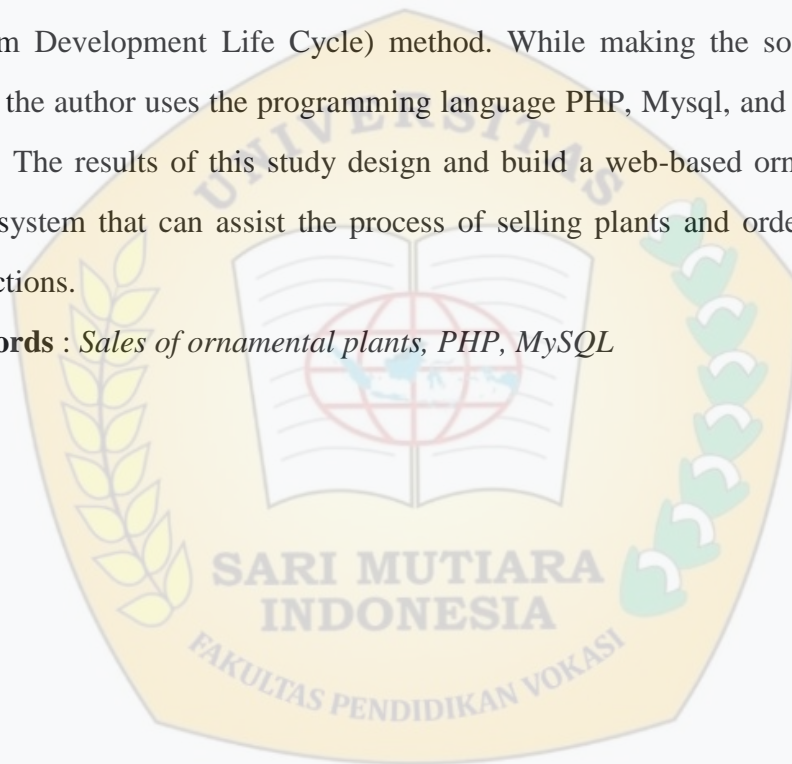 m Development Life Cycle) method. While making the so
the author uses the programming language PHP, Mysql, and
The results of this study design and build a web-based orn
system that can assist the process of selling plants and orde
ctions.
ords : Sales of ornamental plants, PHP, MySQL
UNIVERSITAS
SARI MUTIARA
INDONESIA
FAKULTAS PENDIDIKAN VOKASI